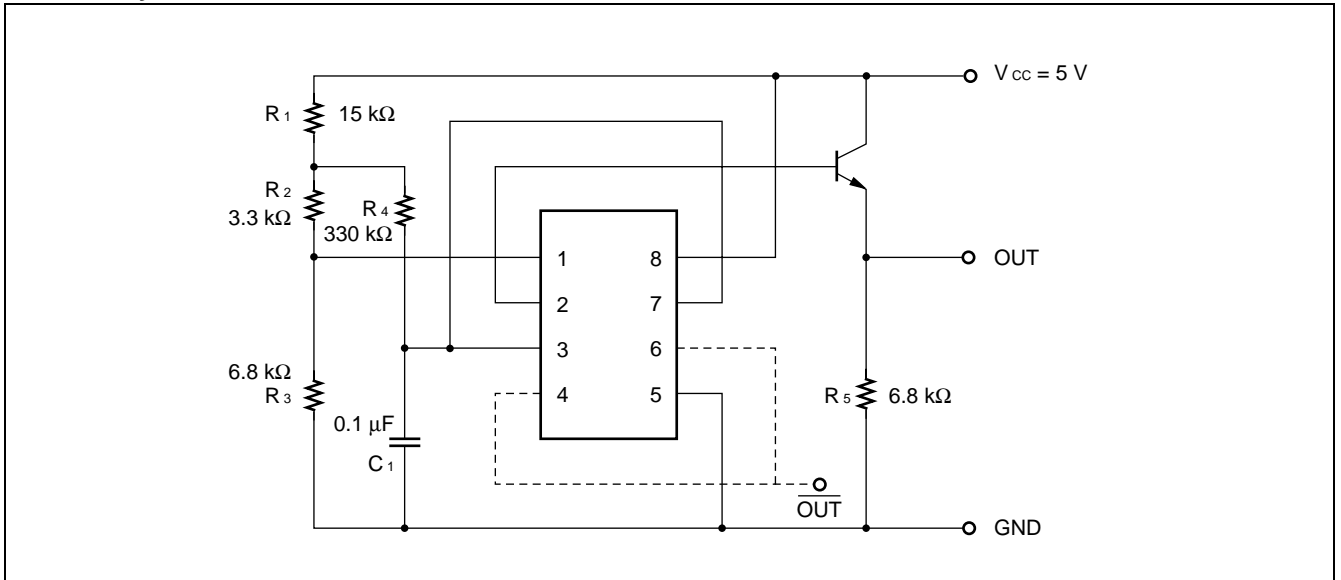 V CC = 5 V
R 1 15 kΩ
R 2
3.3 kΩ
R 4
330 kΩ
1 8 OUT
2 7
3 6
6.8 kΩ
R 3
4 5 R 5 6.8 kΩ
0.1 μF
C 1
OUT
GND